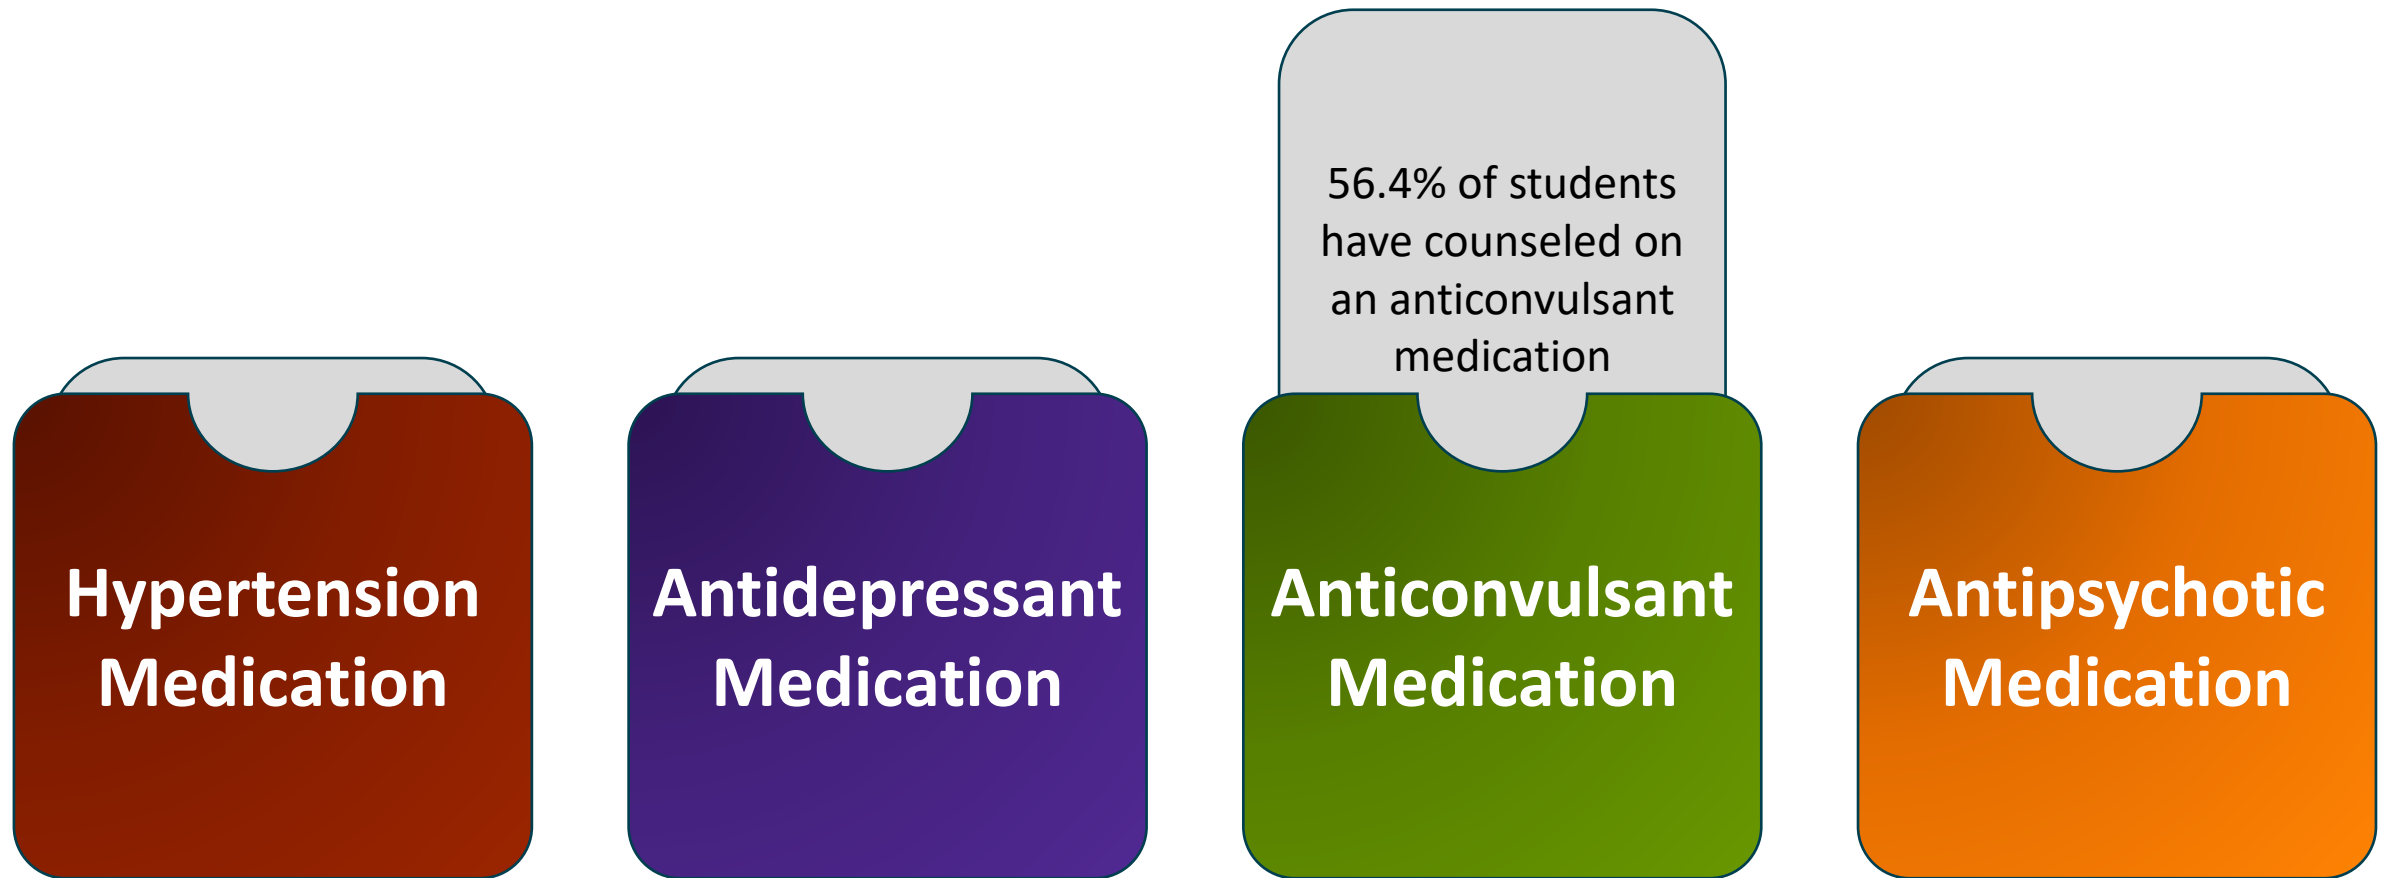 56.4% of students
have counseled on
an anticonvulsant
medication
Hypertension
Medication
Antidepressant
Medication
Anticonvulsant
Medication
Antipsychotic
Medication